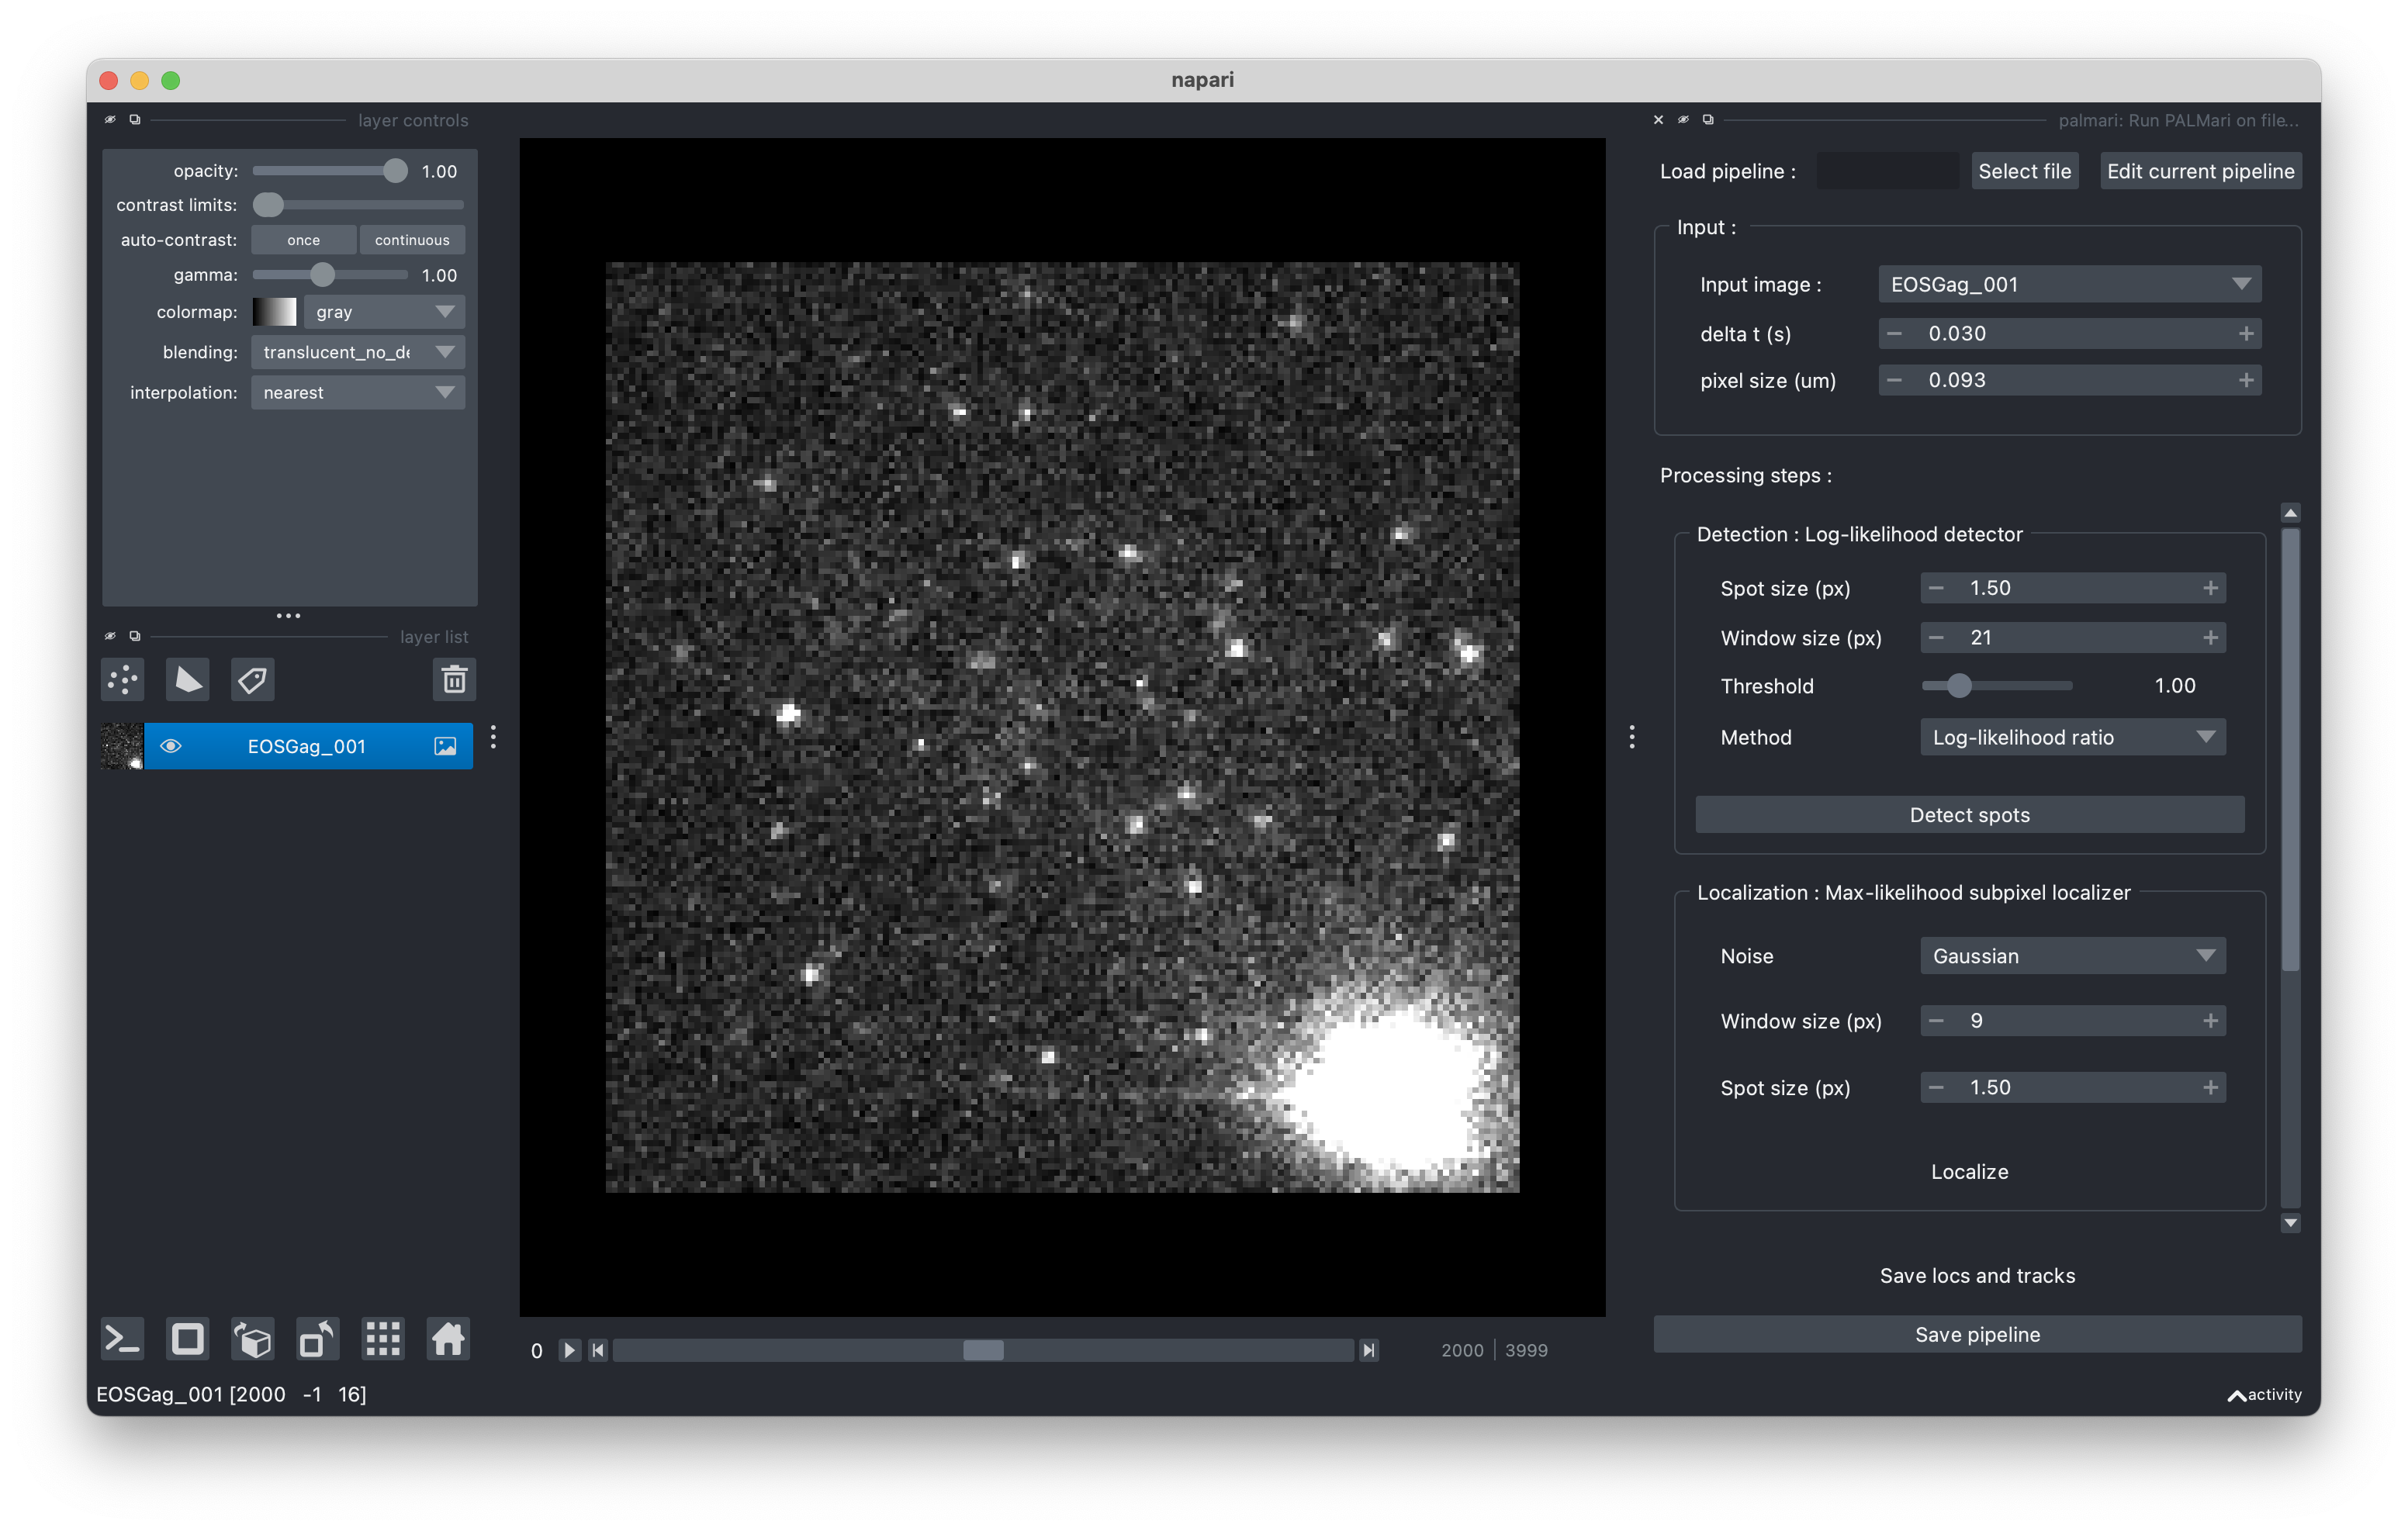 napari
layer controls
opacity: 1.00
contrast limits:
auto-contrast: once continuous
gamma: 1.00
colormap: gray
blending: translucent_no_de
interpolation: nearest
layer list
EOSGag_001
0 2000 3999
EOSGag_001 [2000 -1 16]
palmari: Run PALMari on file...
Load pipeline : Select file Edit current pipeline
Input :
Input image : EOSGag_001
delta t (s) − 0.030 +
pixel size (um) − 0.093 +
Processing steps :
Detection : Log-likelihood detector
Spot size (px) − 1.50 +
Window size (px) − 21 +
Threshold 1.00
Method Log-likelihood ratio
Detect spots
Localization : Max-likelihood subpixel localizer
Noise Gaussian
Window size (px) − 9 +
Spot size (px) − 1.50 +
Localize
Save locs and tracks
Save pipeline
activity